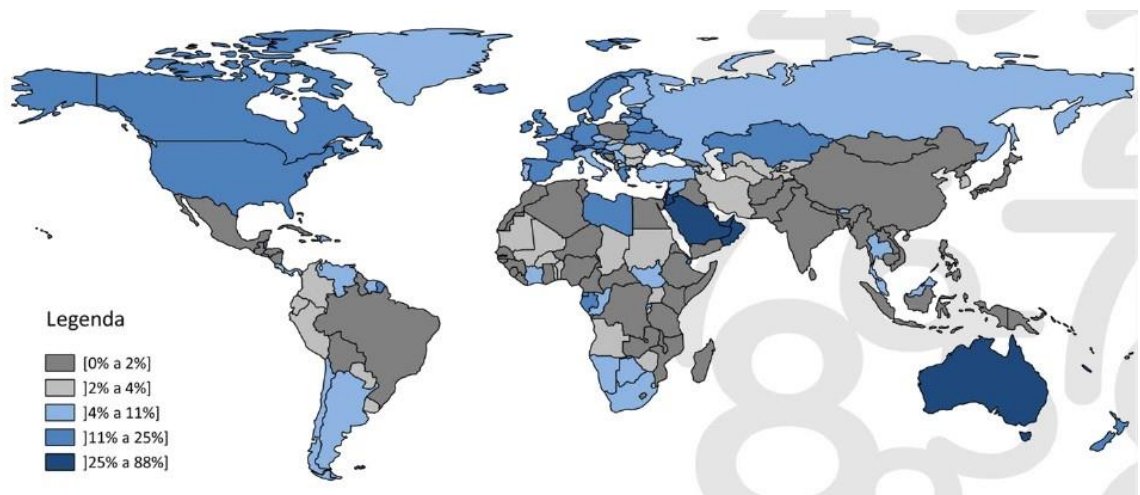 Legenda
[0% a 2%]
]2% a 4%]
]4% a 11%]
]11% a 25%]
]25% a 88%]